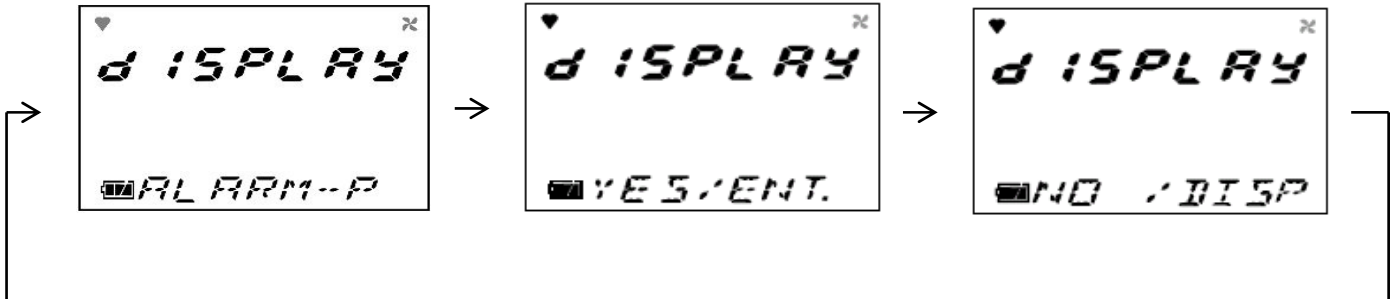 dISPLAY
ALARM--P
dISPLAY
YES/ENT.
dISPLAY
NO /DISP